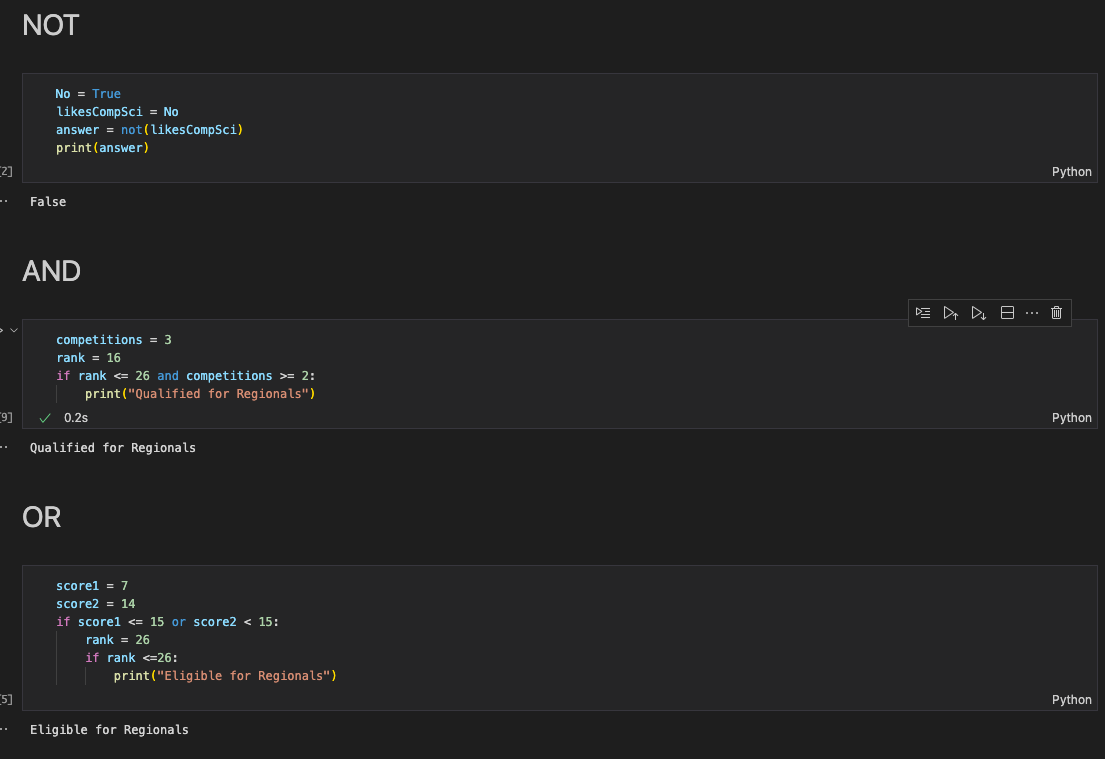 NOT
No = True
likesCompSci = No
answer = not(likesCompSci)
print(answer)
2]
Python
False
AND
competitions = 3
rank = 16
if rank <= 26 and competitions >= 2:
print("Qualified for Regionals")
9]
0.2s
Python
Qualified for Regionals
OR
score1 = 7
score2 = 14
if score1 <= 15 or score2 < 15:
rank = 26
if rank <=26:
print("Eligible for Regionals")
5]
Python
Eligible for Regionals